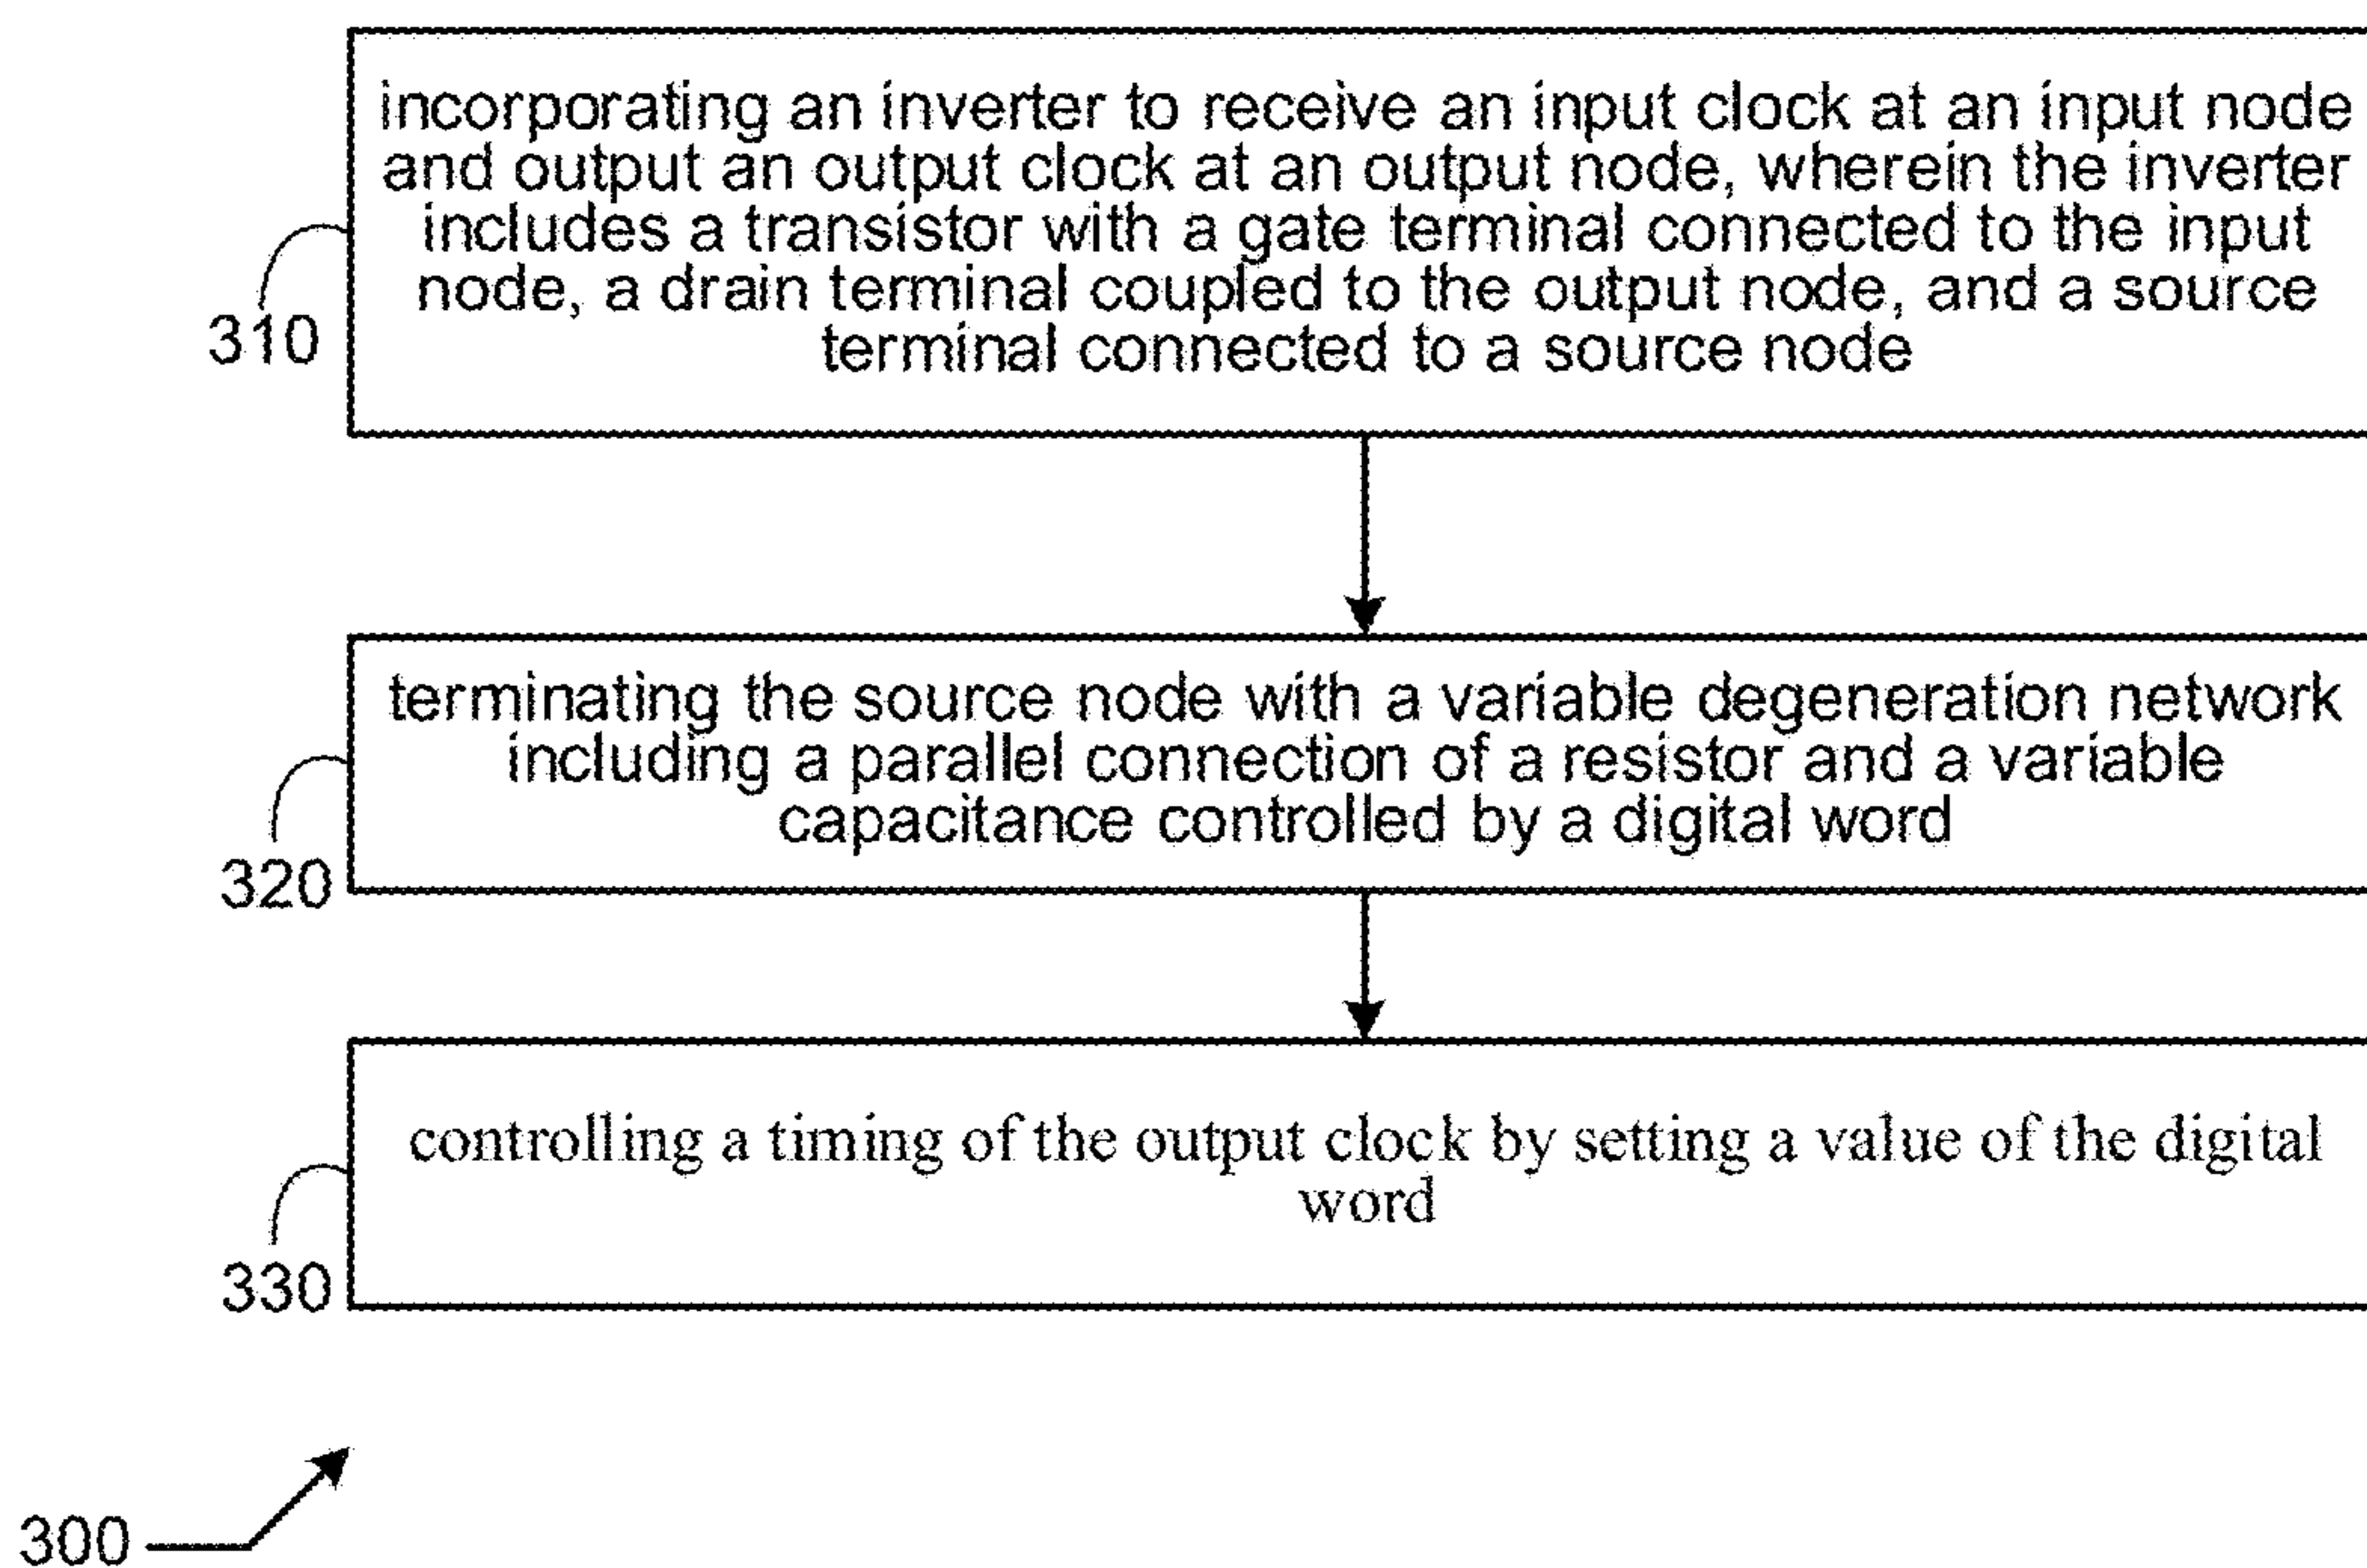 incorporating an inverter to receive an input clock at an input node
and output an output clock at an output node, wherein the inverter
includes a transistor with a gate terminal connected to the input
node, a drain terminal coupled to the output node, and a source
terminal connected to a source node
310
terminating the source node with a variable degeneration network
including a parallel connection of a resistor and a variable
capacitance controlled by a digital word
320
controlling a timing of the output clock by setting a value of the digital
word
330
300